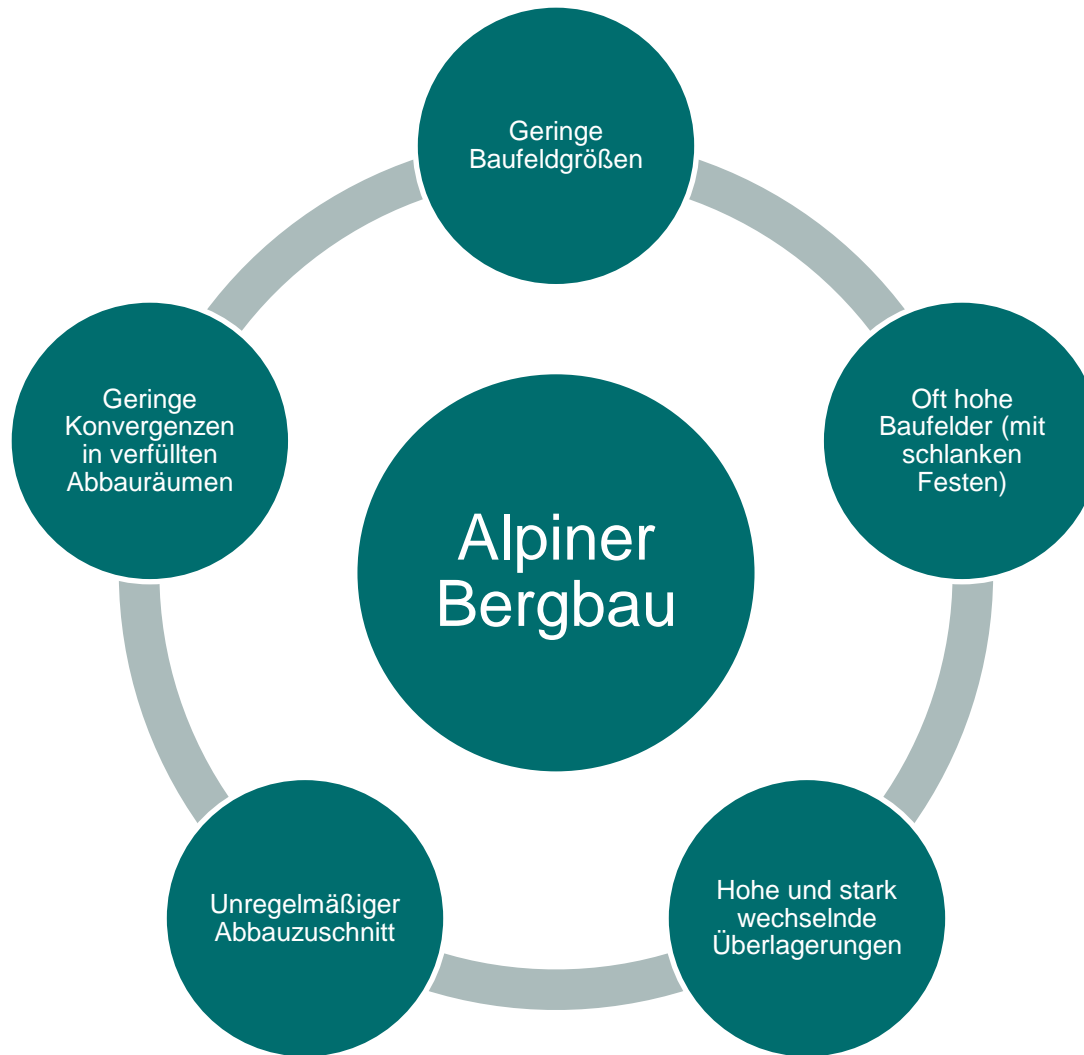 Geringe
Baufeldgrößen
Geringe
Konvergenzen
in verfüllten
Abbauräumen
Oft hohe
Baufelder (mit
schlanken
Festen)
Alpiner
Bergbau
Unregelmäßiger
Abbauzuschnitt
Hohe und stark
wechselnde
Überlagerungen